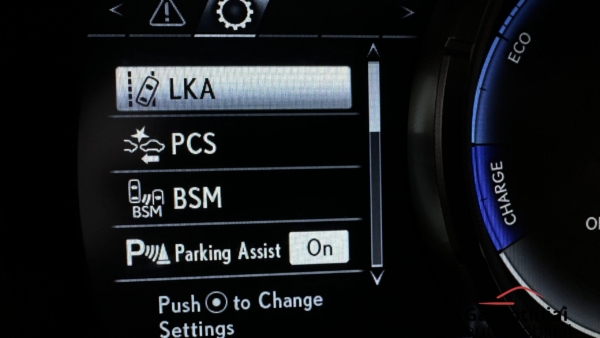 LKA
PCS
BSM
BSM
Parking Assist On
Push to Change
Settings
ECO
CHARGE